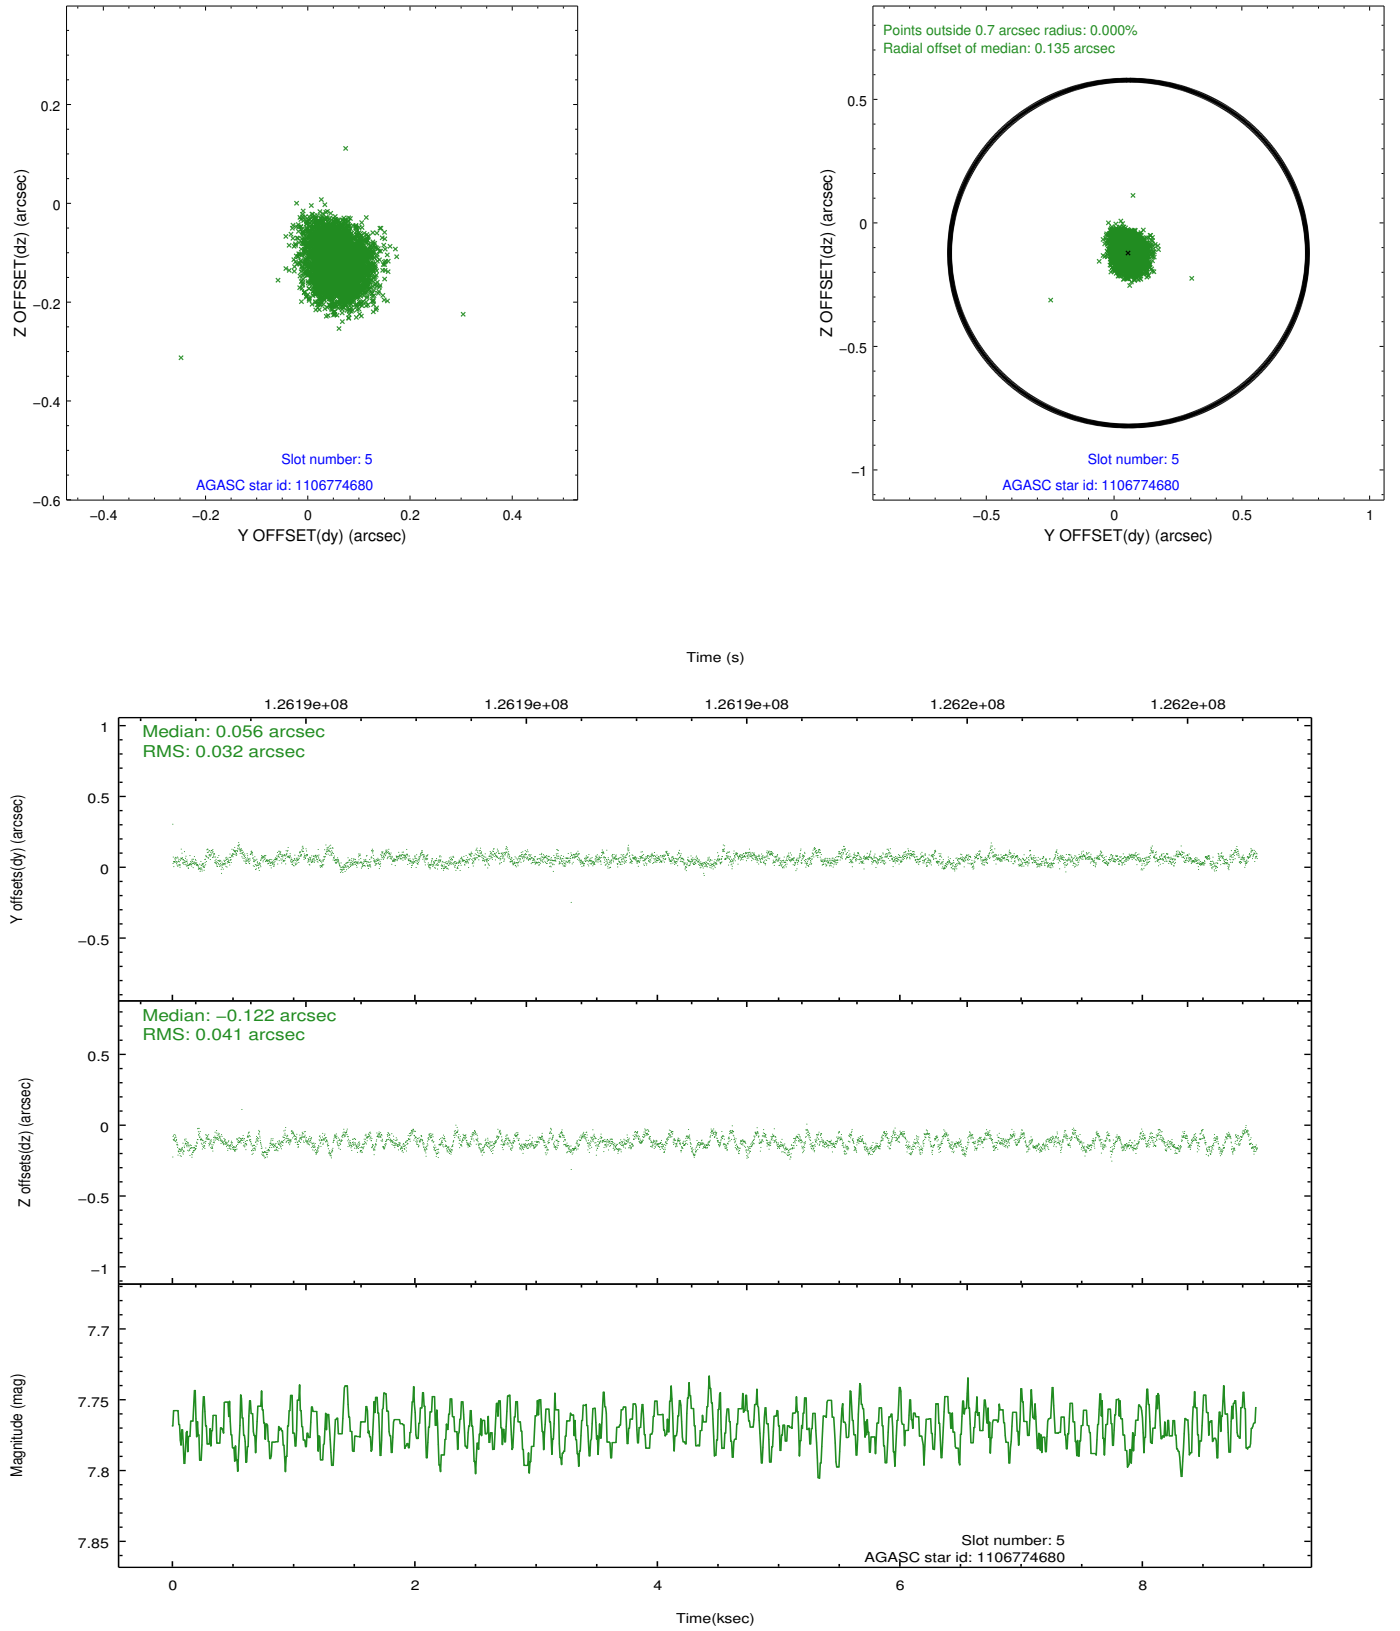 0.2
0
−0.2
−0.4
−0.6
Z OFFSET(dz) (arcsec)
Slot number: 5
AGASC star id: 1106774680
−0.4 −0.2 0 0.2 0.4
Y OFFSET(dy) (arcsec)
Points outside 0.7 arcsec radius: 0.000%
Radial offset of median: 0.135 arcsec
0.5
0
−0.5
−1
Z OFFSET(dz) (arcsec)
Slot number: 5
AGASC star id: 1106774680
−0.5 0 0.5 1
Y OFFSET(dy) (arcsec)
Time (s)
1.2619e+08 1.2619e+08 1.2619e+08 1.262e+08 1.262e+08
Median: 0.056 arcsec
RMS: 0.032 arcsec
1
0.5
0
−0.5
Y offsets(dy) (arcsec)
Median: −0.122 arcsec
RMS: 0.041 arcsec
0.5
0
−0.5
−1
Z offsets(dz) (arcsec)
7.7
7.75
7.8
7.85
Magnitude (mag)
Slot number: 5
AGASC star id: 1106774680
0 2 4 6 8
Time(ksec)